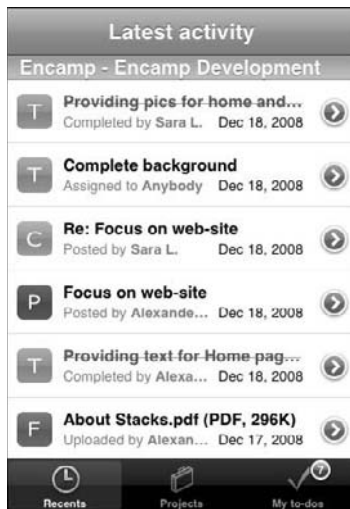 Latest activity
Encamp - Encamp Development
T Providing pics for home and...
Completed by Sara L. Dec 18, 2008
T Complete background
Assigned to Anybody Dec 18, 2008
C Re: Focus on web-site
Posted by Sara L. Dec 18, 2008
P Focus on web-site
Posted by Alexande... Dec 18, 2008
T Providing text for Home pag...
Completed by Alexa... Dec 18, 2008
F About Stacks.pdf (PDF, 296K)
Uploaded by Alexan... Dec 17, 2008
7
Recents Projects My to-dos